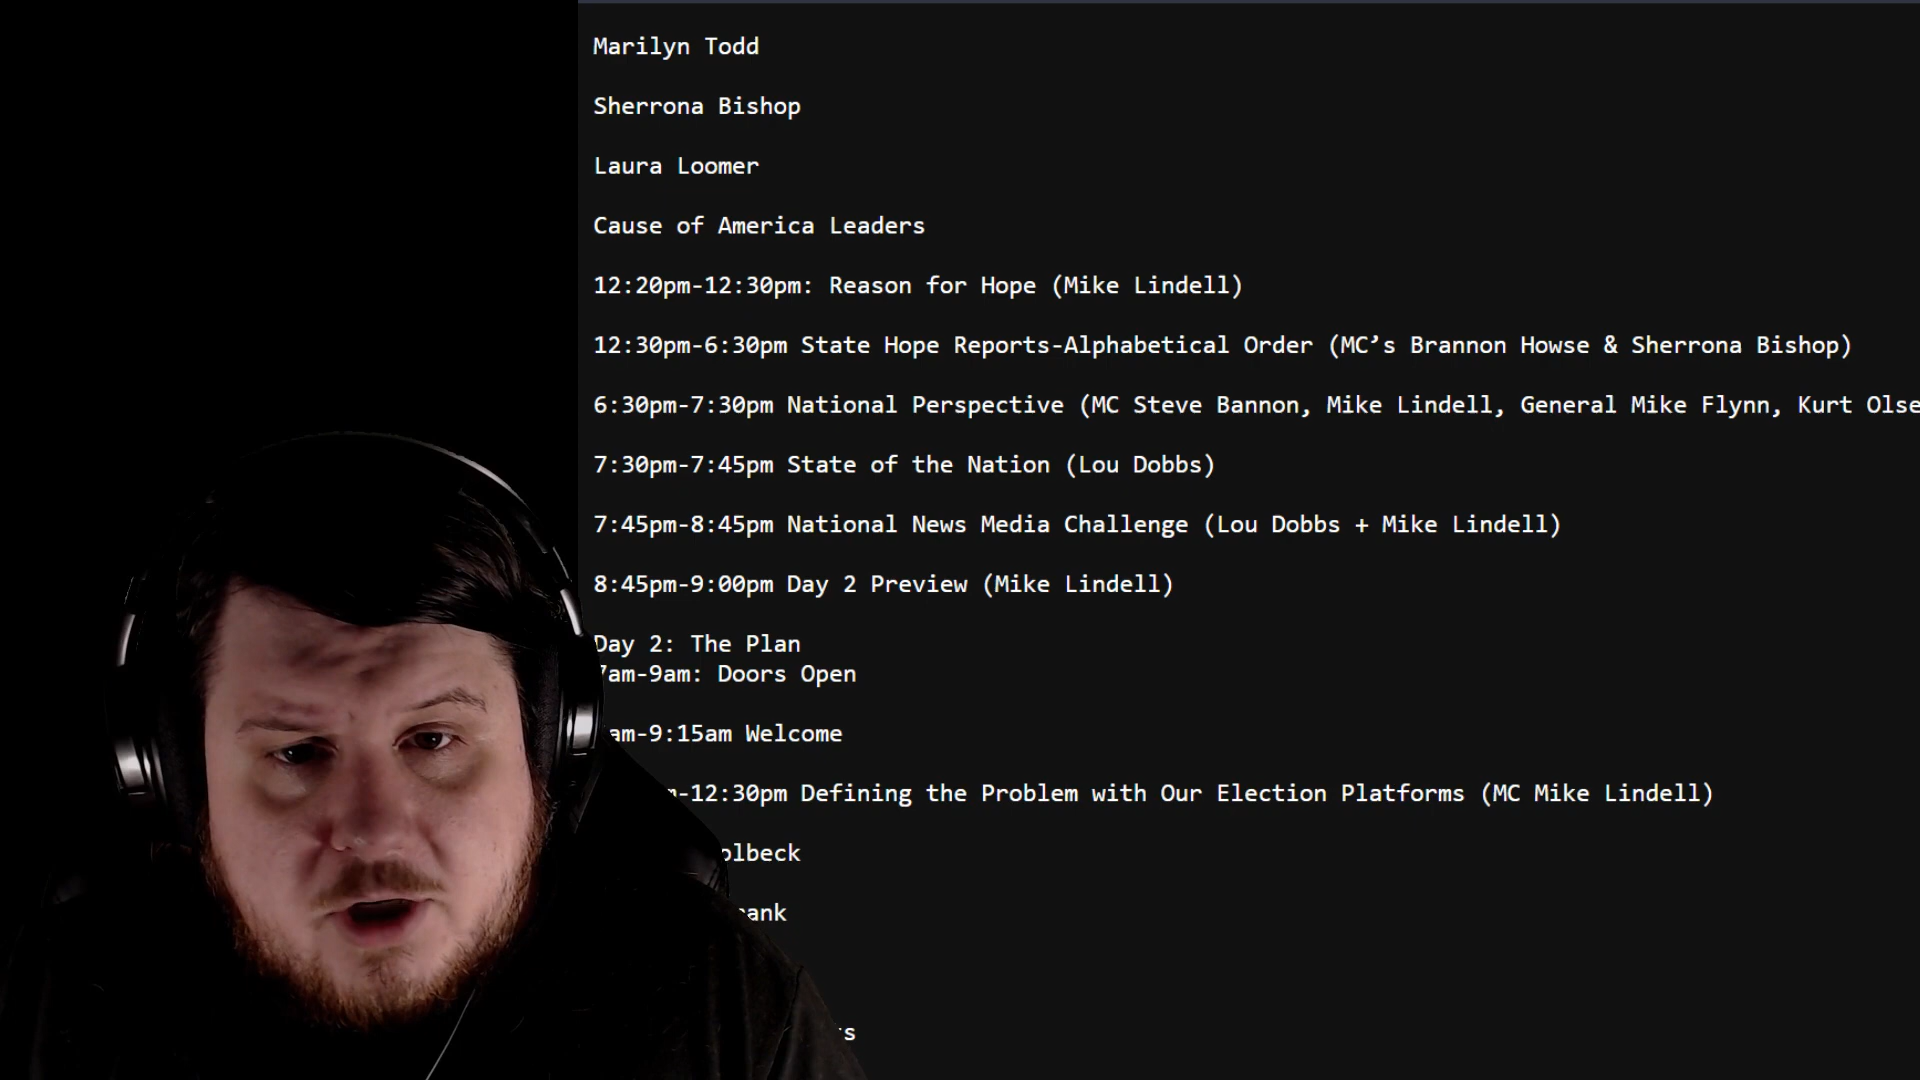 Marilyn Todd
Sherrona Bishop
Laura Loomer
Cause of America Leaders
12:20pm-12:30pm: Reason for Hope (Mike Lindell)
12:30pm-6:30pm State Hope Reports-Alphabetical Order (MC’s Brannon Howse & Sherrona Bishop)
6:30pm-7:30pm National Perspective (MC Steve Bannon, Mike Lindell, General Mike Flynn, Kurt
7:30pm-7:45pm State of the Nation (Lou Dobbs)
7:45pm-8:45pm National News Media Challenge (Lou Dobbs + Mike Lindell)
8:45pm-9:00pm Day 2 Preview (Mike Lindell)
Day 2: The Plan
7am-9am: Doors Open
am-9:15am Welcome
-12:30pm Defining the Problem with Our Election Platforms (MC Mike Lindell)